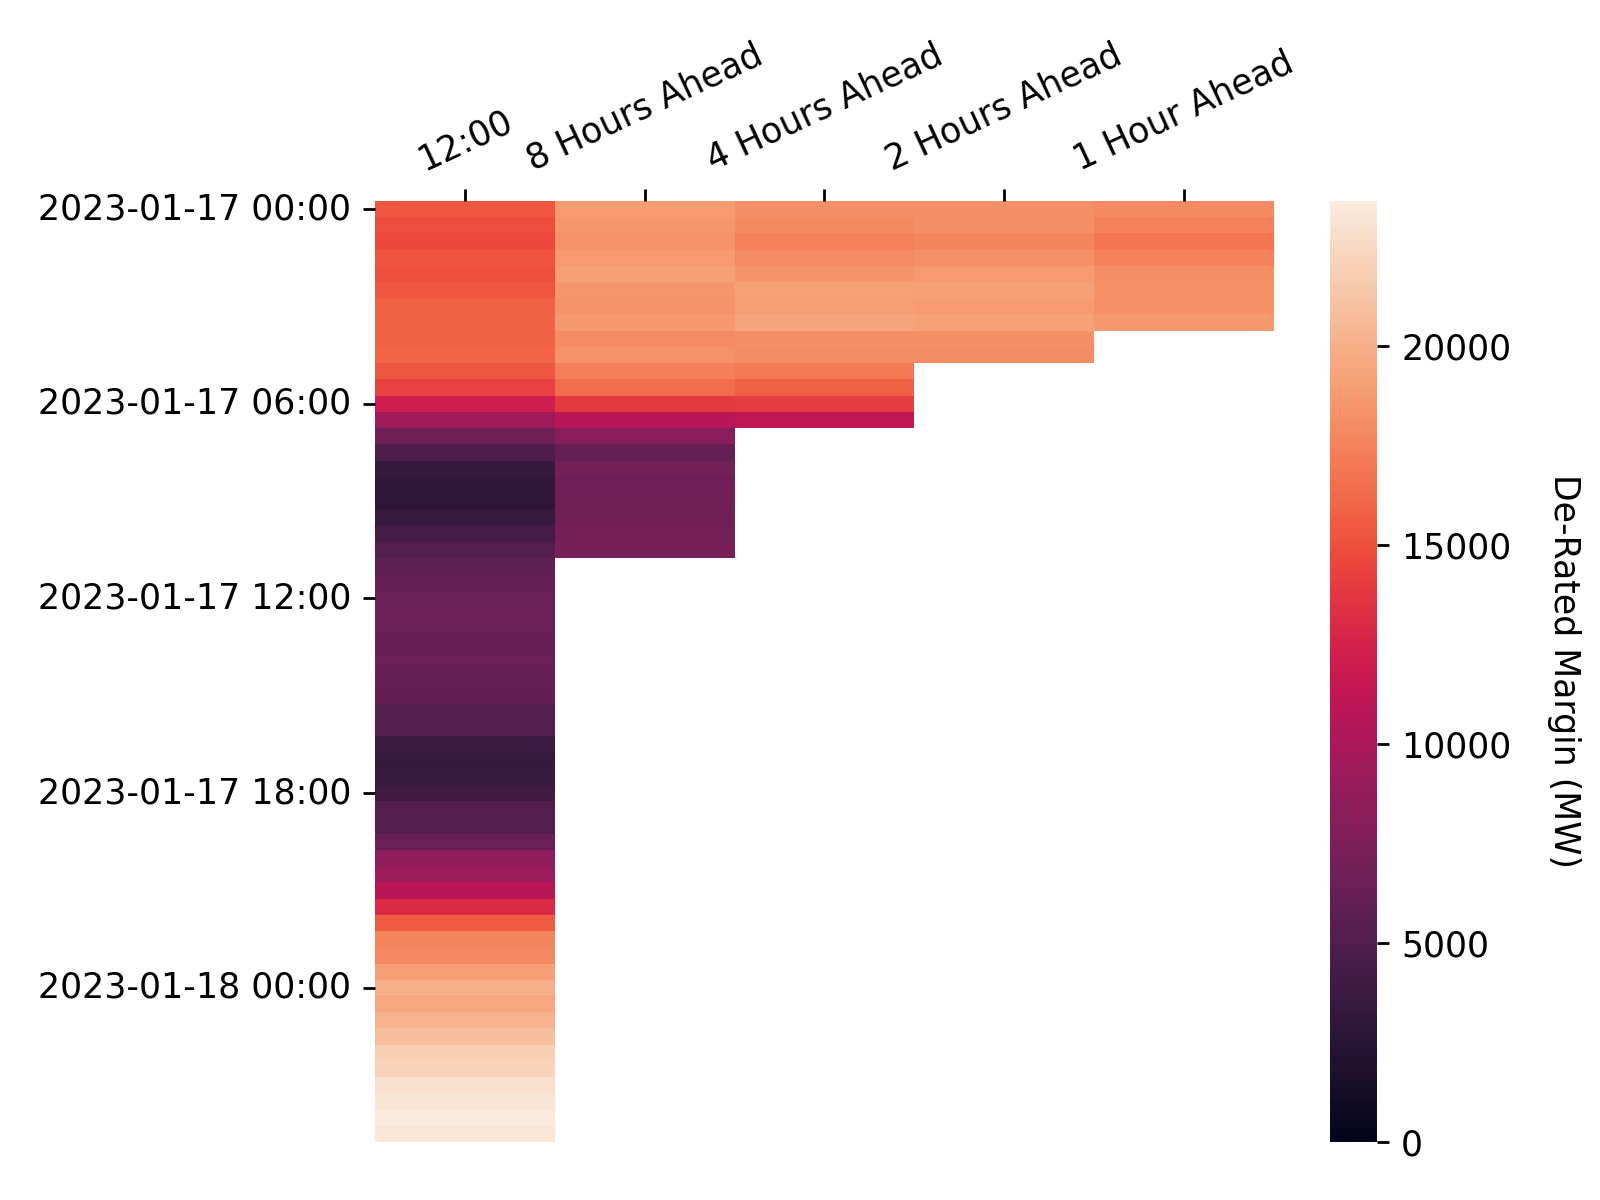 12:00
8 Hours Ahead
4 Hours Ahead
2 Hours Ahead
1 Hour Ahead
2023-01-17 00:00
2023-01-17 06:00
2023-01-17 12:00
2023-01-17 18:00
2023-01-18 00:00
20000
15000
10000
5000
0
De-Rated Margin (MW)